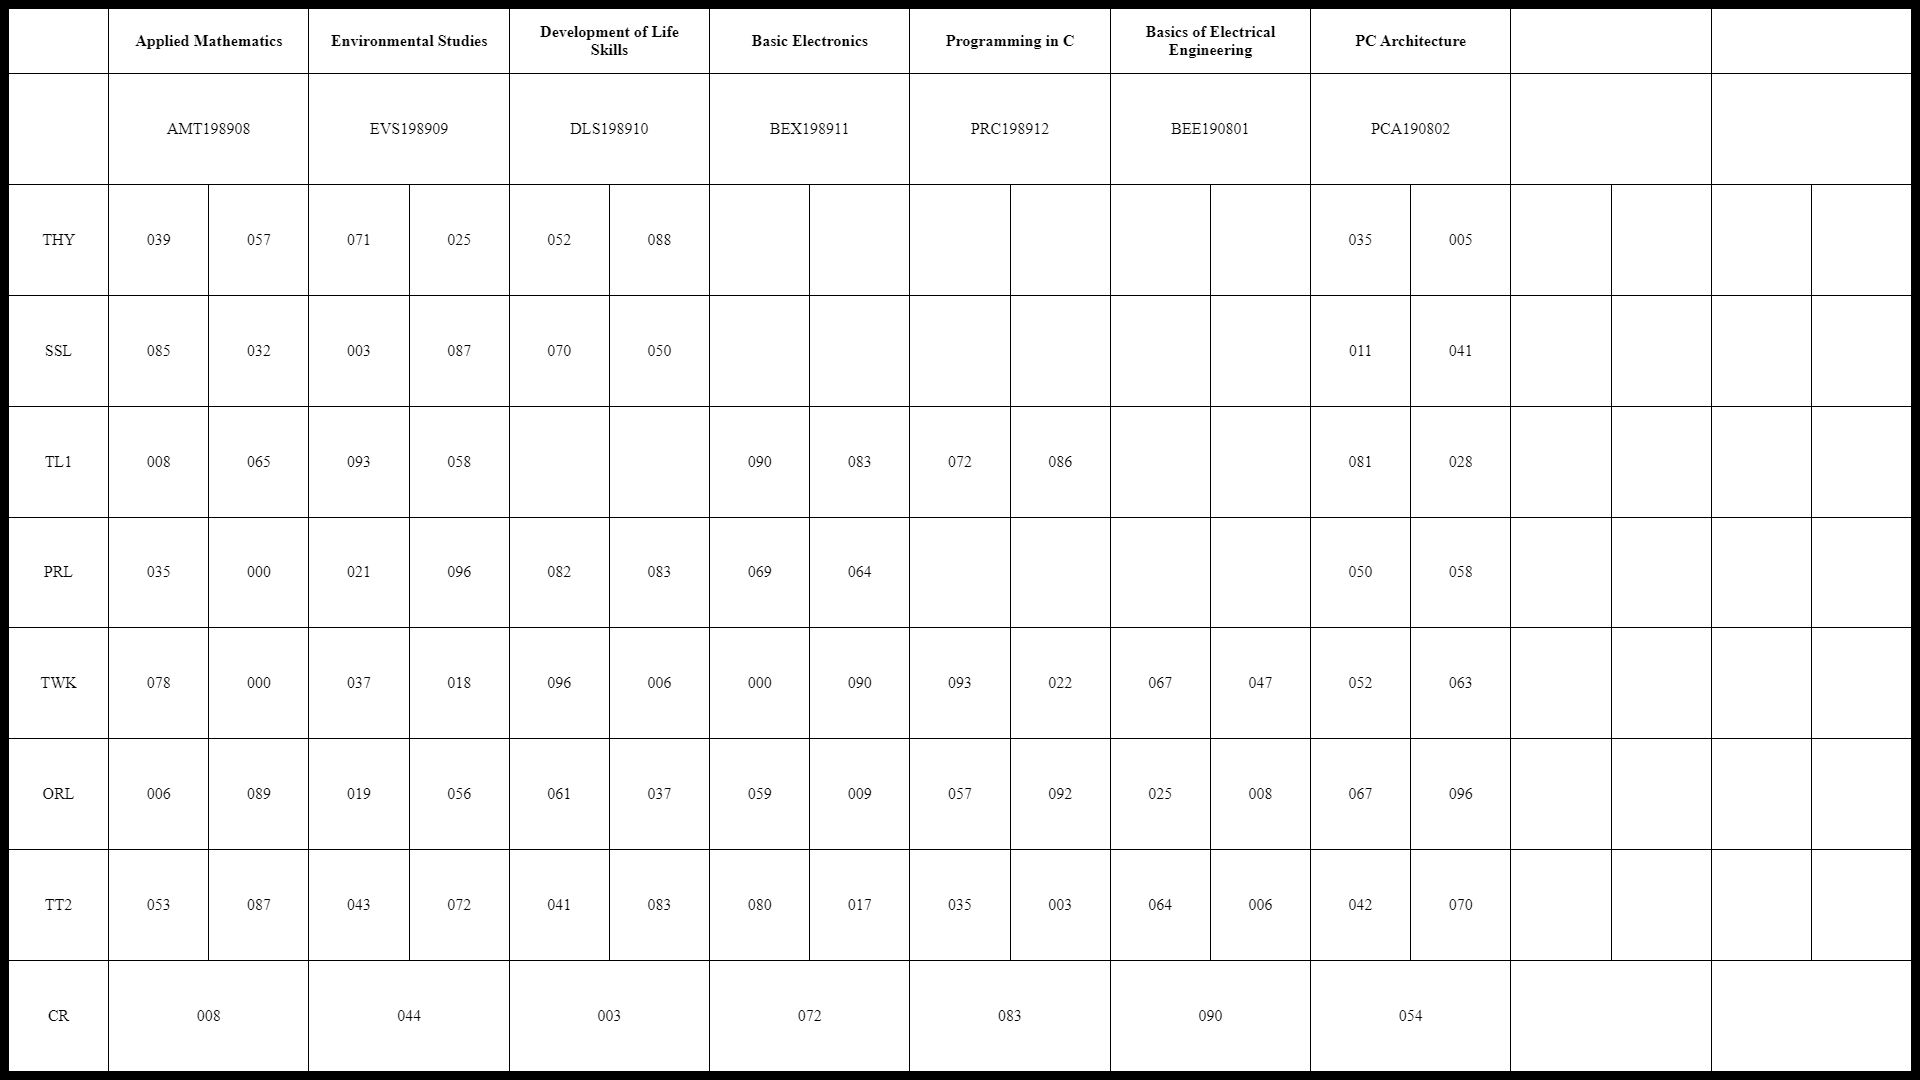 Applied Mathematics Environmental Studies Development of Life Skills Basic Electronics Programming in C Basics of Electrical Engineering PC Architecture
AMT198908 EVS198909 DLS198910 BEX198911 PRC198912 BEE190801 PCA190802
THY 039 057 071 025 052 088 035 005
SSL 085 032 003 087 070 050 011 041
TL1 008 065 093 058 090 083 072 086 081 028
PRL 035 000 021 096 082 083 069 064 050 058
TWK 078 000 037 018 096 006 000 090 093 022 067 047 052 063
ORL 006 089 019 056 061 037 059 009 057 092 025 008 067 096
TT2 053 087 043 072 041 083 080 017 035 003 064 006 042 070
CR 008 044 003 072 083 090 054